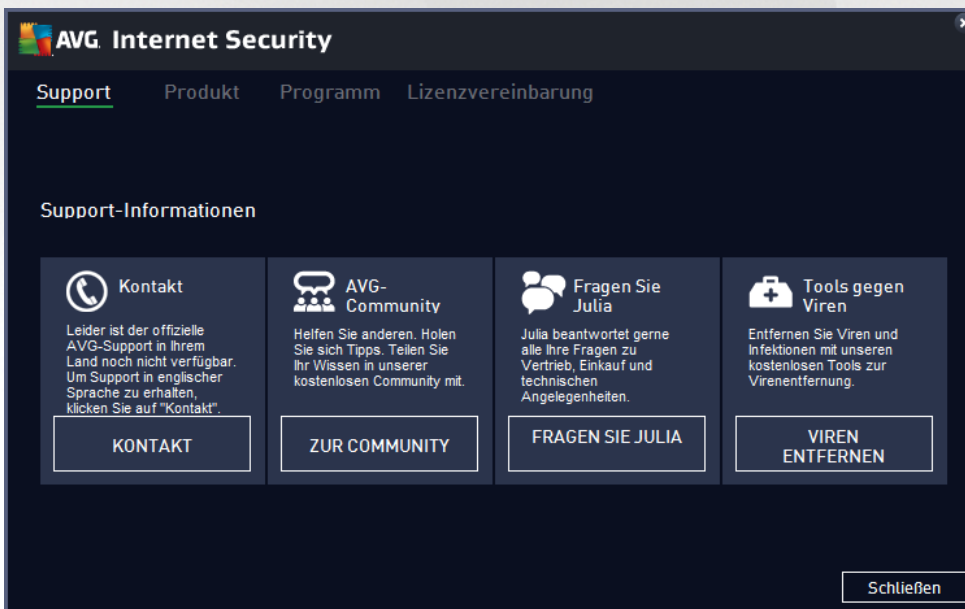 AVG. Internet Security
Support Produkt Programm Lizenzvereinbarung
Support-Informationen
Kontakt
Leider ist der offizielle
AVG-Support in Ihrem
Land noch nicht verfügbar.
Um Support in englischer
Sprache zu erhalten,
klicken Sie auf "Kontakt".
KONTAKT
AVG-
Community
Helfen Sie anderen. Holen
Sie sich Tipps. Teilen Sie
Ihr Wissen in unserer
kostenlosen Community mit.
ZUR COMMUNITY
Fragen Sie
Julia
Julia beantwortet gerne
alle Ihre Fragen zu
Vertrieb, Einkauf und
technischen
Angelegenheiten.
FRAGEN SIE JULIA
Tools gegen
Viren
Entfernen Sie Viren und
Infektionen mit unseren
kostenlosen Tools zur
Virenentfernung.
VIREN
ENTFERNEN
Schließen